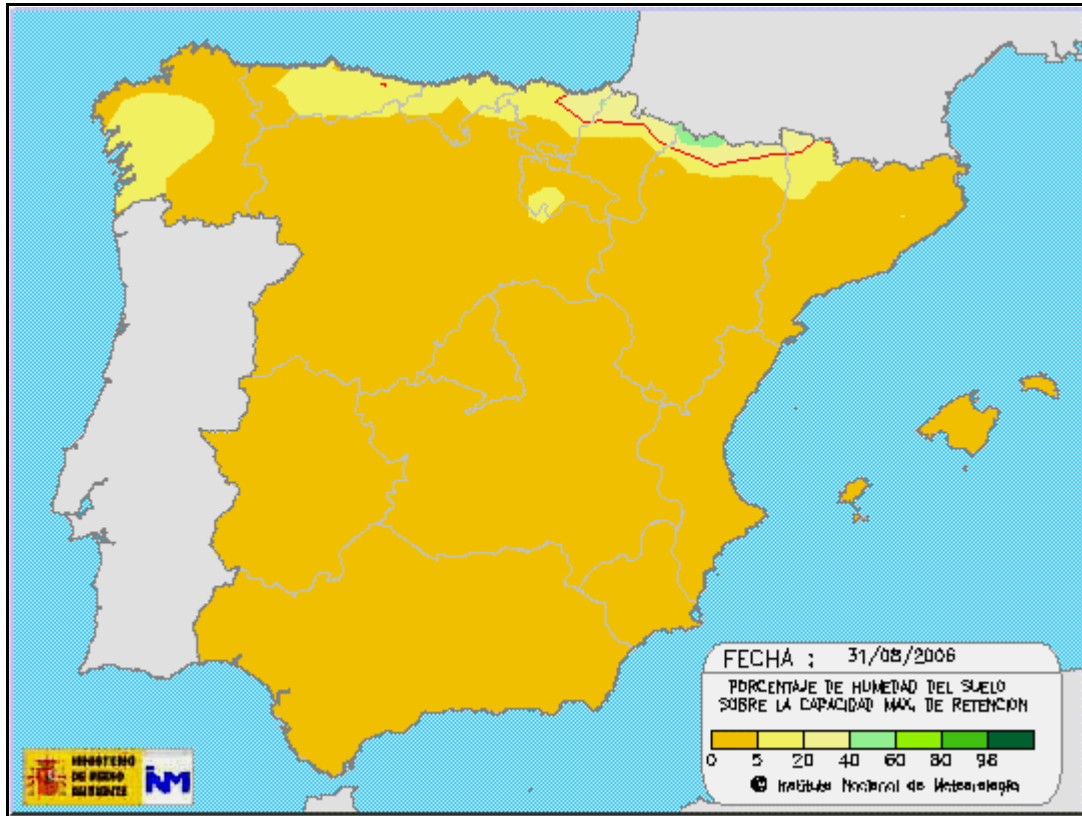 FECHA : 31/08/2006
PORCENTAJE DE HUMEDAD DEL SUELO
SOBRE LA CAPACIDAD MAX. DE RETENCION
0 5 20 40 60 80 98
© Instituto Nacional de Meteorología
MINISTERIO
DE MEDIO
AMBIENTE
INM